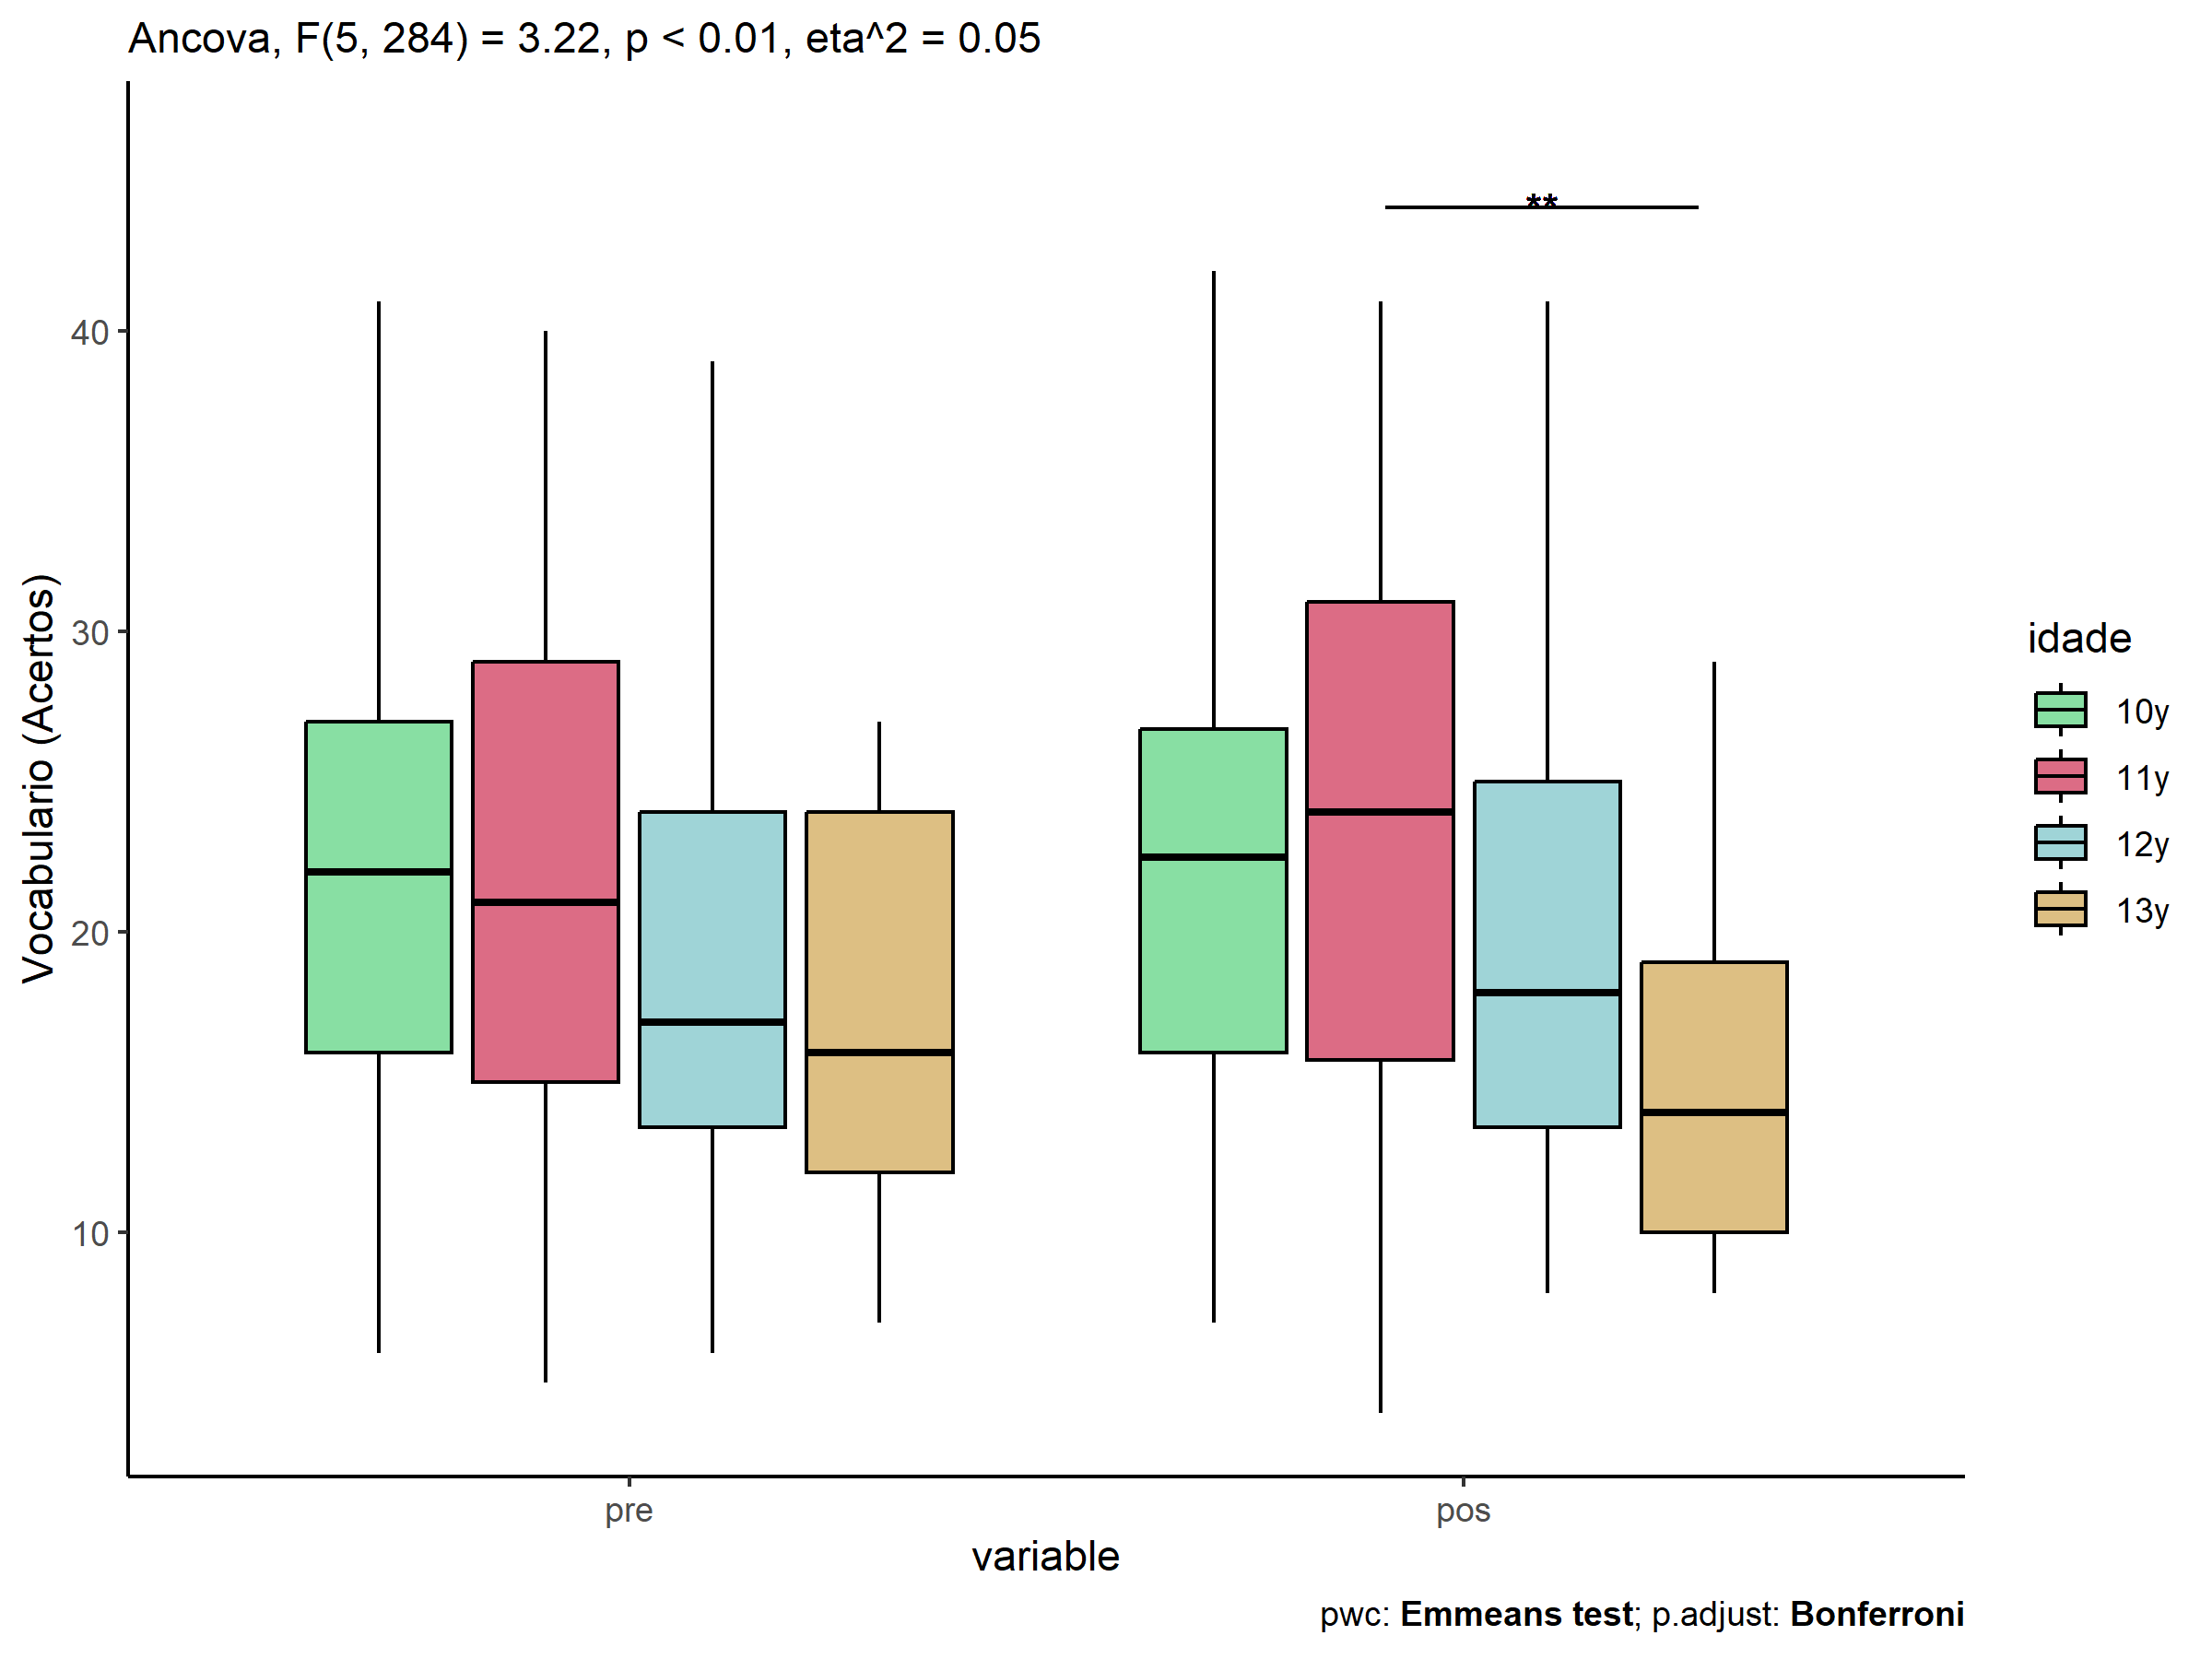 Ancova, F(5, 284) = 3.22, p < 0.01, eta^2 = 0.05
**
Vocabulario (Acertos)
40
30
20
10
idade
10y
11y
12y
13y
pre
pos
variable
pwc: Emmeans test; p.adjust: Bonferroni